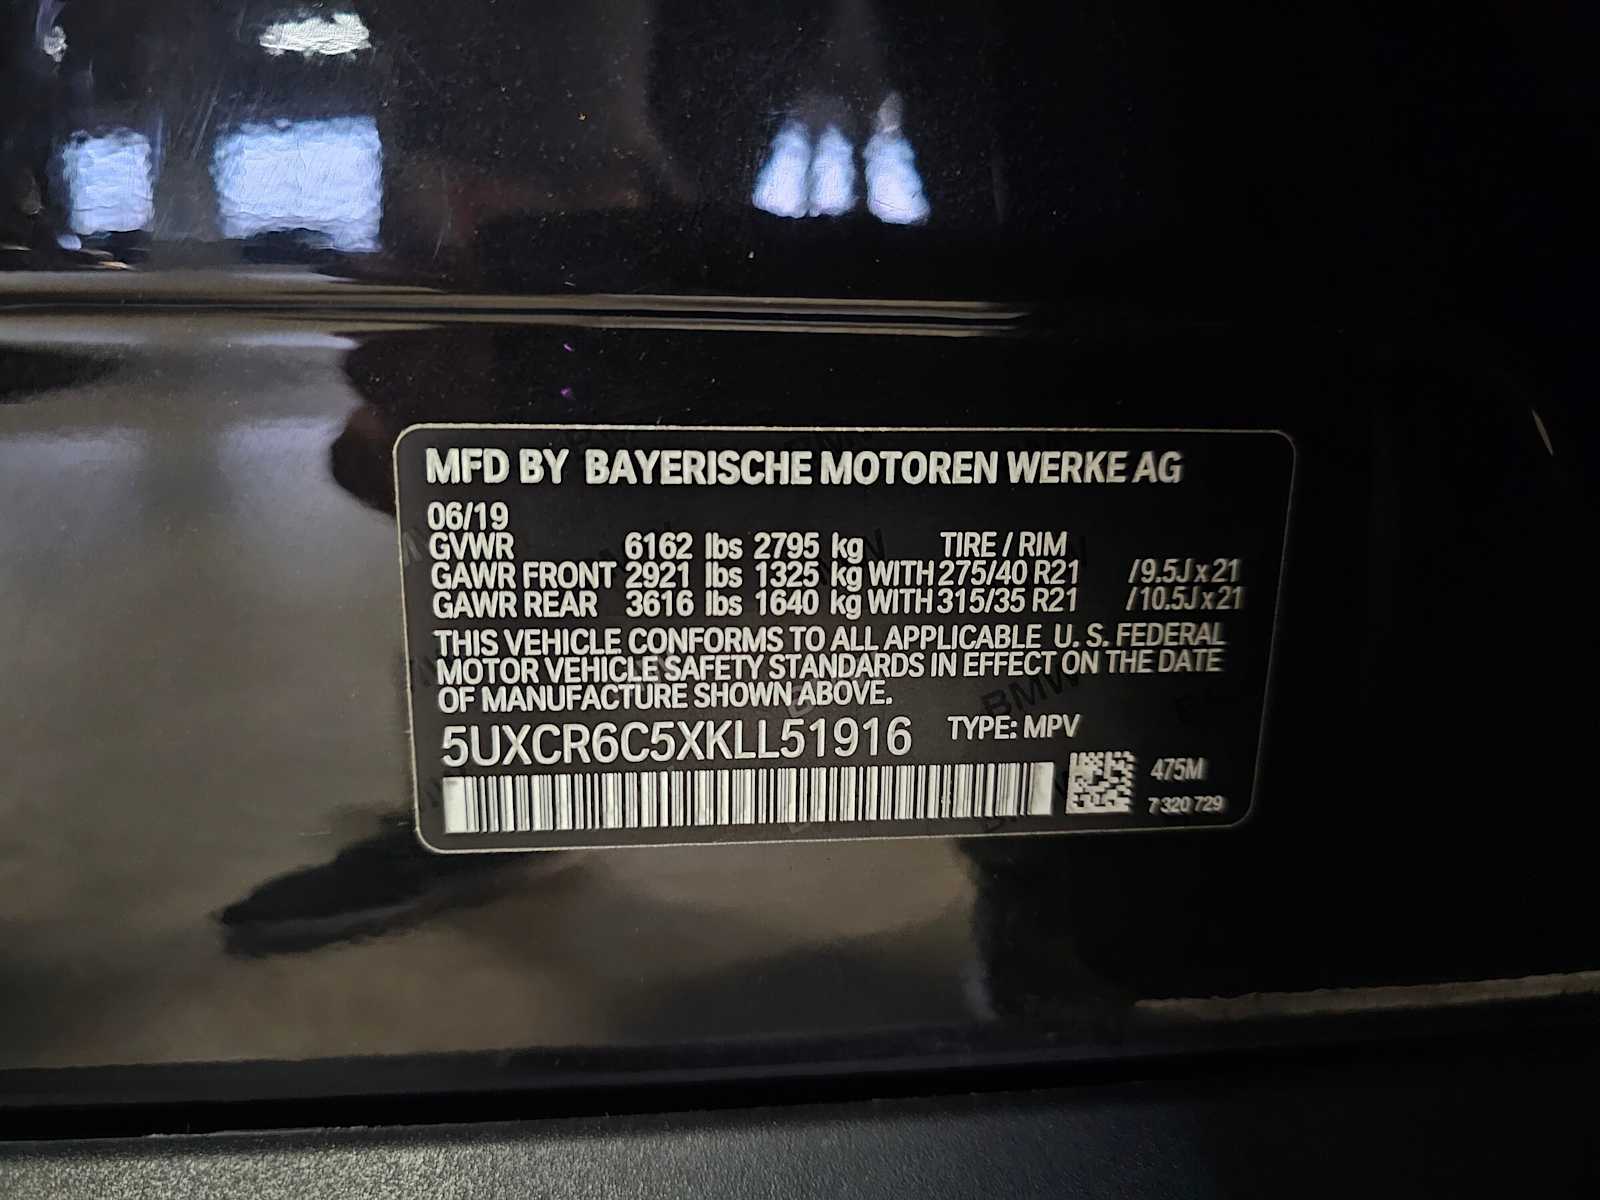 MFD BY BAYERISCHE MOTOREN WERKE AG
06/19
GVWR 6162 lbs 2795 kg TIRE / RIM
GAWR FRONT 2921 lbs 1325 kg WITH 275/40 R21 /9.5J x 21
GAWR REAR 3616 lbs 1640 kg WITH 315/35 R21 /10.5J x 21
THIS VEHICLE CONFORMS TO ALL APPLICABLE U. S. FEDERAL
MOTOR VEHICLE SAFETY STANDARDS IN EFFECT ON THE DATE
OF MANUFACTURE SHOWN ABOVE.
5UXCR6C5XKLL51916 TYPE: MPV
475M
7 320 729